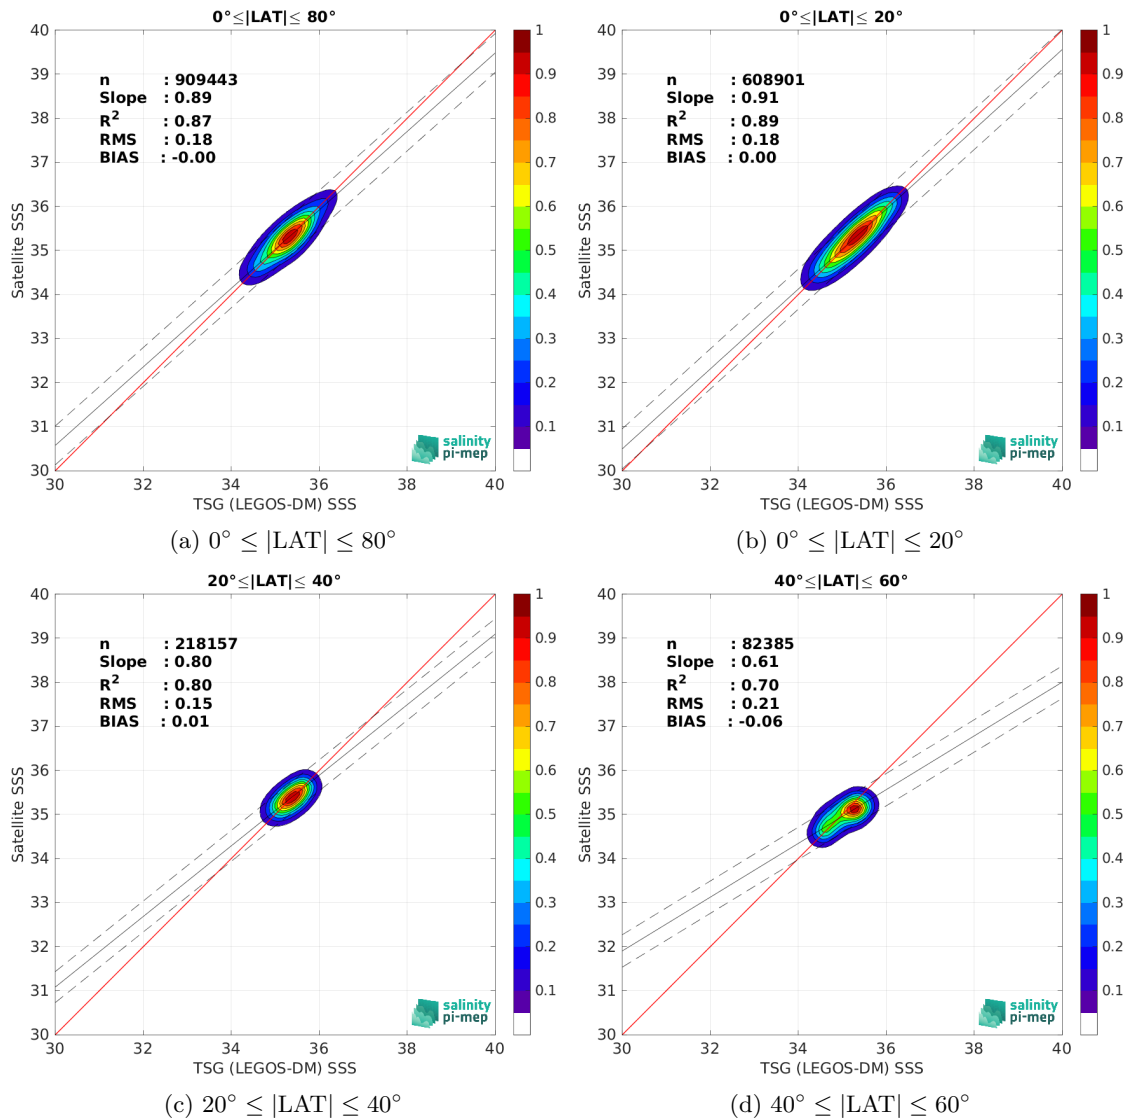 0°≤|LAT|≤ 80°
40
39
38
37
36
35
34
33
32
31
30
30 32 34 36 38 40
Satellite SSS
TSG (LEGOS-DM) SSS
n : 909443
Slope : 0.89
R² : 0.87
RMS : 0.18
BIAS : -0.00
1
0.9
0.8
0.7
0.6
0.5
0.4
0.3
0.2
0.1
salinity
pi-mep
(a) 0° ≤ |LAT| ≤ 80°
0°≤|LAT|≤ 20°
40
39
38
37
36
35
34
33
32
31
30
30 32 34 36 38 40
Satellite SSS
TSG (LEGOS-DM) SSS
n : 608901
Slope : 0.91
R² : 0.89
RMS : 0.18
BIAS : 0.00
1
0.9
0.8
0.7
0.6
0.5
0.4
0.3
0.2
0.1
salinity
pi-mep
(b) 0° ≤ |LAT| ≤ 20°
20°≤|LAT|≤ 40°
40
39
38
37
36
35
34
33
32
31
30
30 32 34 36 38 40
Satellite SSS
TSG (LEGOS-DM) SSS
n : 218157
Slope : 0.80
R² : 0.80
RMS : 0.15
BIAS : 0.01
1
0.9
0.8
0.7
0.6
0.5
0.4
0.3
0.2
0.1
salinity
pi-mep
(c) 20° ≤ |LAT| ≤ 40°
40°≤|LAT|≤ 60°
40
39
38
37
36
35
34
33
32
31
30
30 32 34 36 38 40
Satellite SSS
TSG (LEGOS-DM) SSS
n : 82385
Slope : 0.61
R² : 0.70
RMS : 0.21
BIAS : -0.06
1
0.9
0.8
0.7
0.6
0.5
0.4
0.3
0.2
0.1
salinity
pi-mep
(d) 40° ≤ |LAT| ≤ 60°